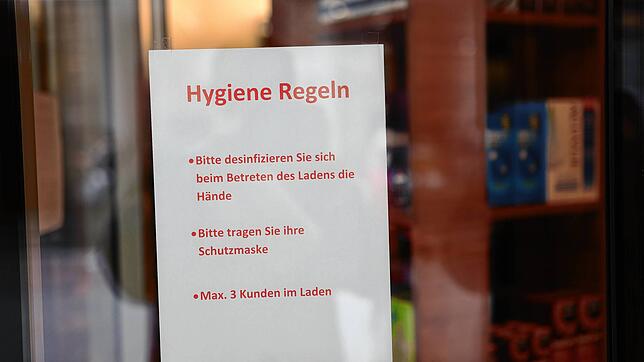 Hygiene Regeln
•Bitte desinfizieren Sie sich
beim Betreten des Ladens die
Hände
•Bitte tragen Sie ihre
Schutzmaske
•Max. 3 Kunden im Laden